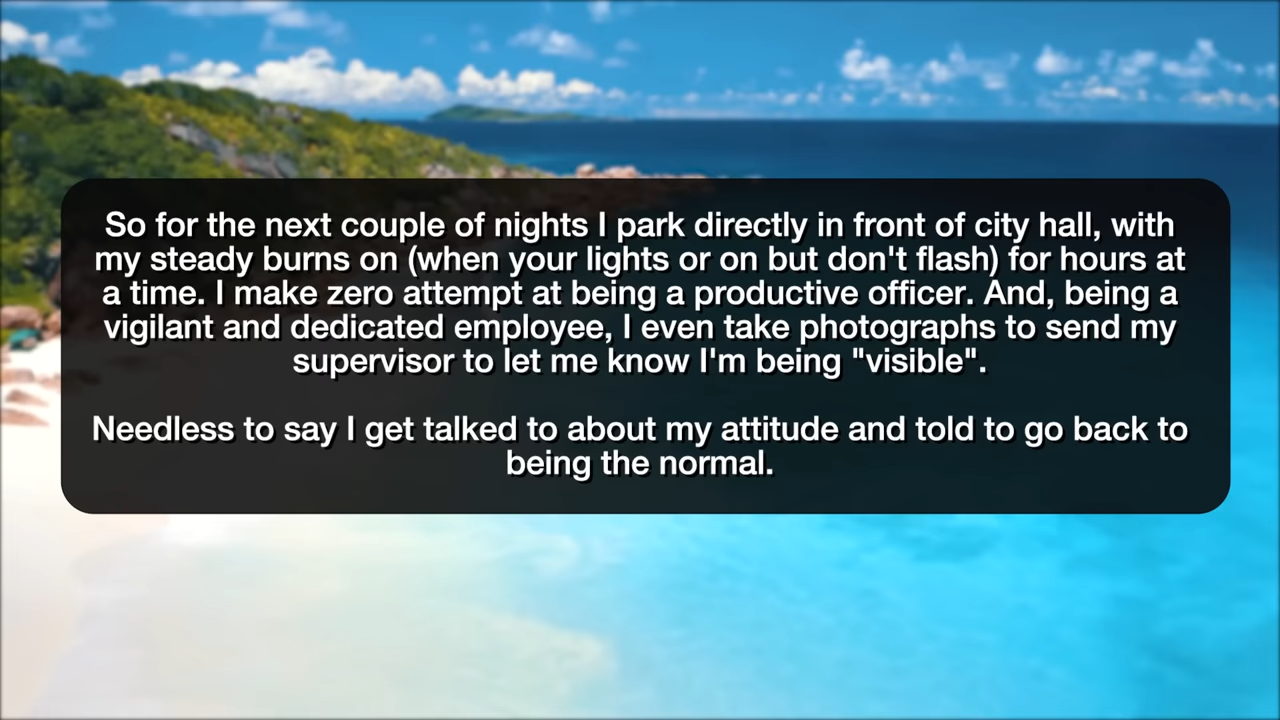 So for the next couple of nights I park directly in front of city hall, with
my steady burns on (when your lights or on but don't flash) for hours at
a time. I make zero attempt at being a productive officer. And, being a
vigilant and dedicated employee, I even take photographs to send my
supervisor to let me know I'm being "visible".
Needless to say I get talked to about my attitude and told to go back to
being the normal.